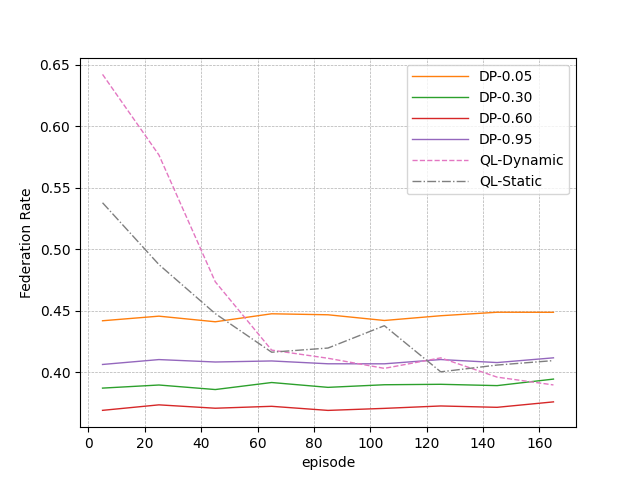 0.65
0.60
0.55
0.50
0.45
0.40
Federation Rate
DP-0.05
DP-0.30
DP-0.60
DP-0.95
QL-Dynamic
QL-Static
0 20 40 60 80 100 120 140 160
episode